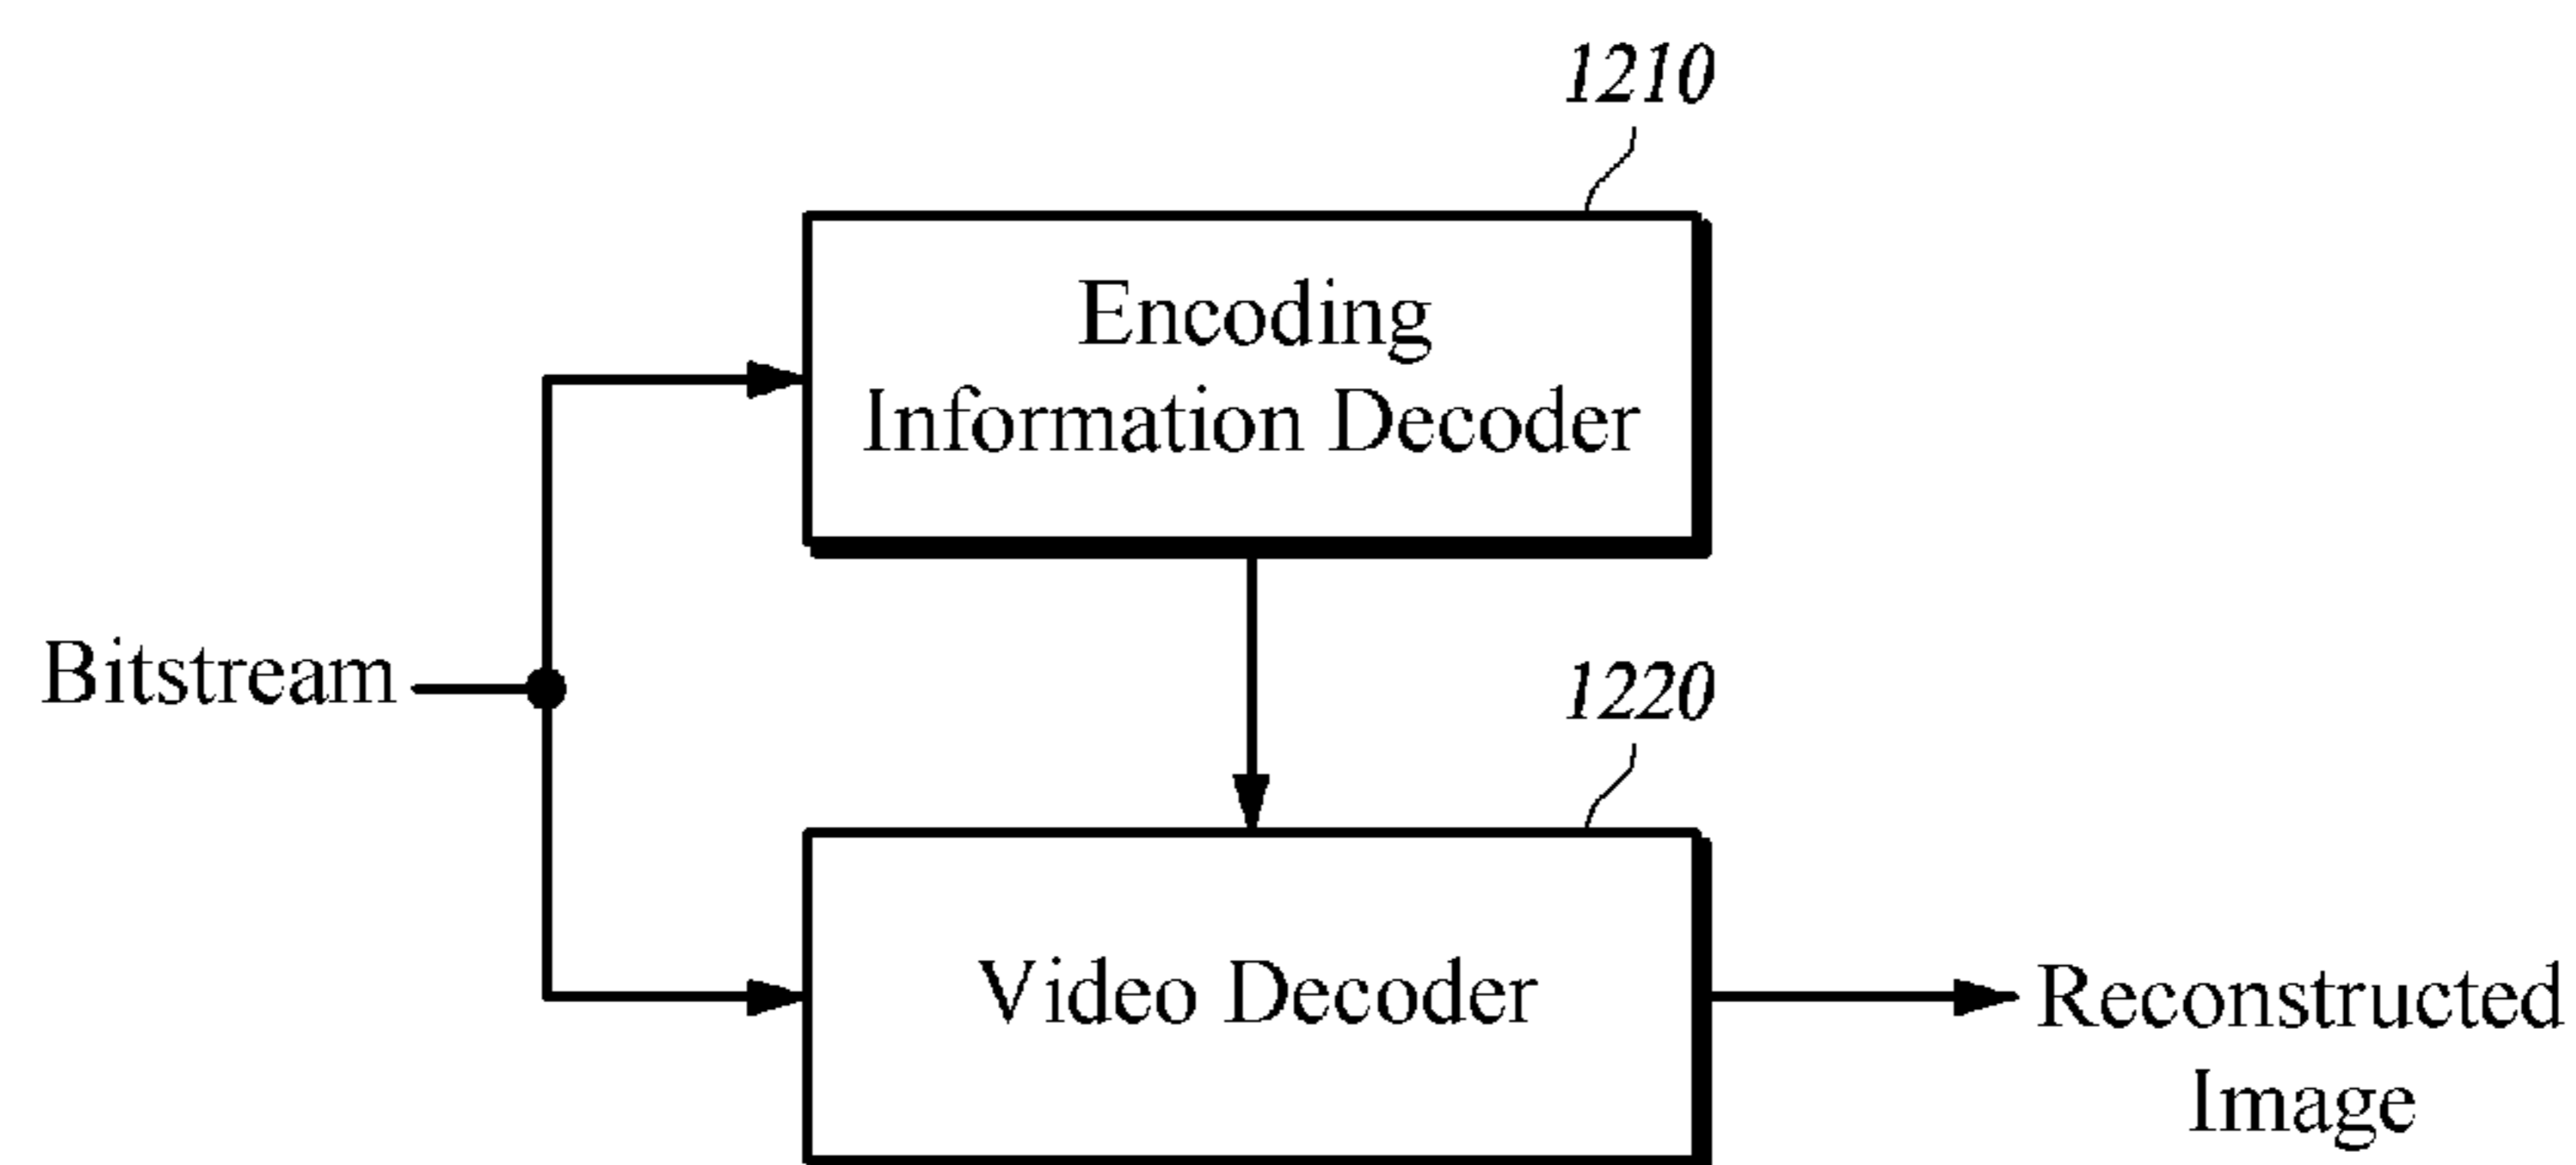 1210
Encoding
Information Decoder
Bitstream
1220
Video Decoder
Reconstructed
Image